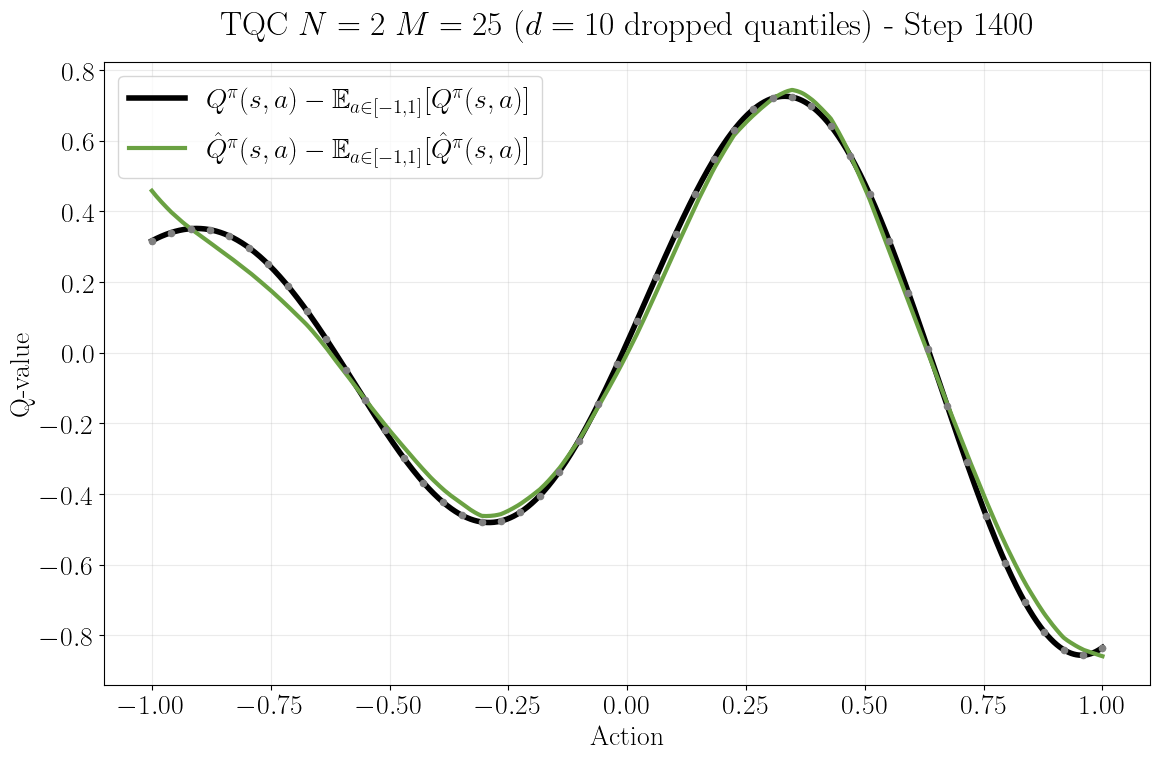 TQC N = 2 M = 25 (d = 10 dropped quantiles) - Step 1400
Q^π(s, a) − 𝔼_{a∈[−1,1]}[Q^π(s, a)]
Q̂^π(s, a) − 𝔼_{a∈[−1,1]}[Q̂^π(s, a)]
0.8
0.6
0.4
0.2
0.0
−0.2
−0.4
−0.6
−0.8
Q-value
−1.00 −0.75 −0.50 −0.25 0.00 0.25 0.50 0.75 1.00
Action